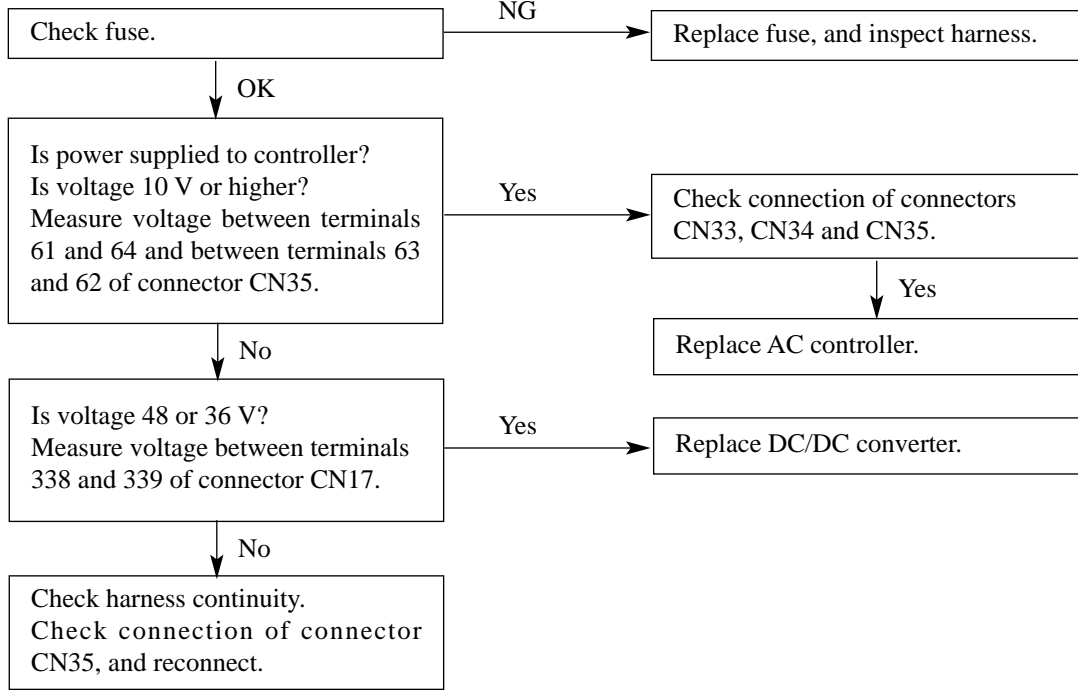 Check fuse.
NG
Replace fuse, and inspect harness.
OK
Is power supplied to controller?
Is voltage 10 V or higher?
Measure voltage between terminals
61 and 64 and between terminals 63
and 62 of connector CN35.
Yes
Check connection of connectors
CN33, CN34 and CN35.
Yes
Replace AC controller.
No
Is voltage 48 or 36 V?
Measure voltage between terminals
338 and 339 of connector CN17.
Yes
Replace DC/DC converter.
No
Check harness continuity.
Check connection of connector
CN35, and reconnect.